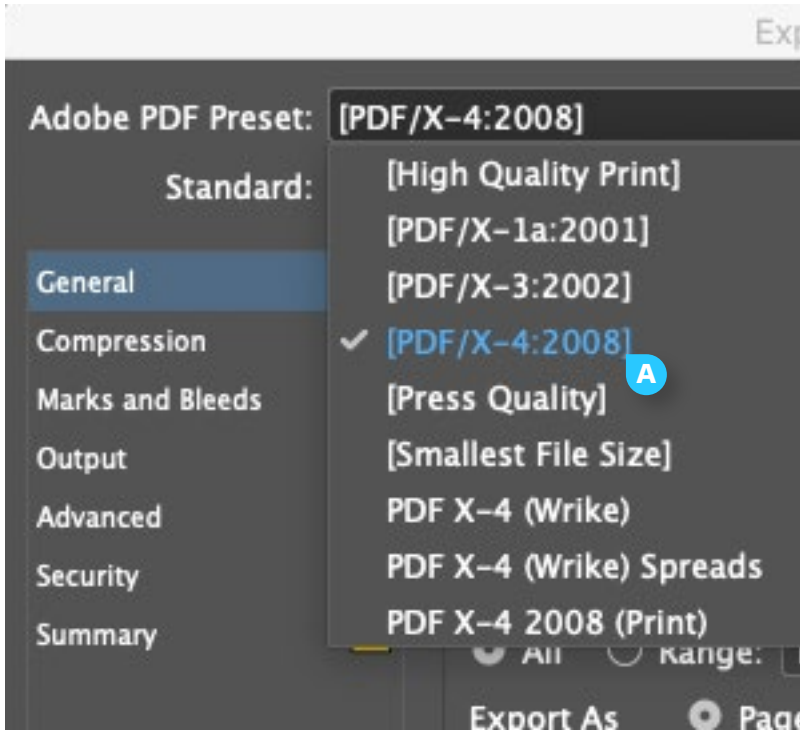 Exp
Adobe PDF Preset: [PDF/X-4:2008]
Standard:
[High Quality Print]
[PDF/X-1a:2001]
[PDF/X-3:2002]
[PDF/X-4:2008]
A
[Press Quality]
[Smallest File Size]
PDF X-4 (Wrike)
PDF X-4 (Wrike) Spreads
PDF X-4 2008 (Print)
General
Compression
Marks and Bleeds
Output
Advanced
Security
Summary
All Range:
Export As Page